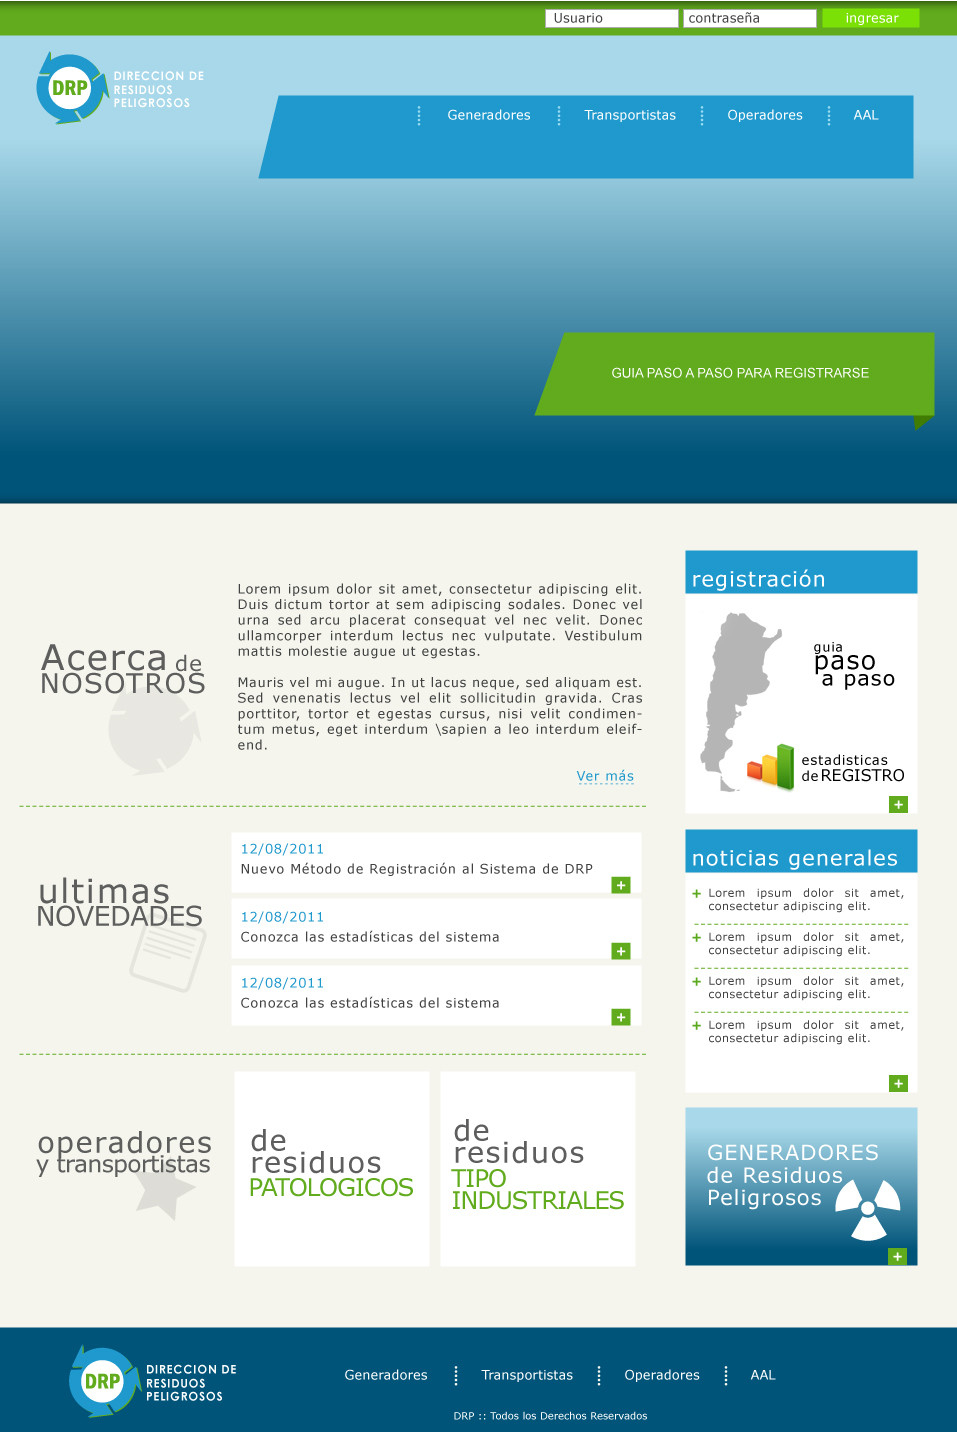 Usuario
contraseña
ingresar
DRP
DIRECCION DE
RESIDUOS
PELIGROSOS
Generadores
Transportistas
Operadores
AAL
GUIA PASO A PASO PARA REGISTRARSE
Acerca de
NOSOTROS
Lorem ipsum dolor sit amet, consectetur adipiscing elit.
Duis dictum tortor at sem adipiscing sodales. Donec vel
urna sed arcu placerat consequat vel nec velit. Donec
ullamcorper interdum lectus nec vulputate. Vestibulum
mattis molestie augue ut egestas.
Mauris vel mi augue. In ut lacus neque, sed aliquam est.
Sed venenatis lectus vel elit sollicitudin gravida. Cras
porttitor, tortor et egestas cursus, nisi velit condimen-
tum metus, eget interdum \sapien a leo interdum eleif-
end.
Ver más
ultimas
NOVEDADES
12/08/2011
Nuevo Método de Registración al Sistema de DRP
+
12/08/2011
Conozca las estadísticas del sistema
+
12/08/2011
Conozca las estadísticas del sistema
+
operadores
y transportistas
de
residuos
PATOLOGICOS
de
residuos
TIPO
INDUSTRIALES
registración
guia
paso
a paso
estadisticas
de REGISTRO
+
noticias generales
+ Lorem ipsum dolor sit amet,
consectetur adipiscing elit.
+ Lorem ipsum dolor sit amet,
consectetur adipiscing elit.
+ Lorem ipsum dolor sit amet,
consectetur adipiscing elit.
+ Lorem ipsum dolor sit amet,
consectetur adipiscing elit.
+
GENERADORES
de Residuos
Peligrosos
+
DRP
DIRECCION DE
RESIDUOS
PELIGROSOS
Generadores
Transportistas
Operadores
AAL
DRP :: Todos los Derechos Reservados